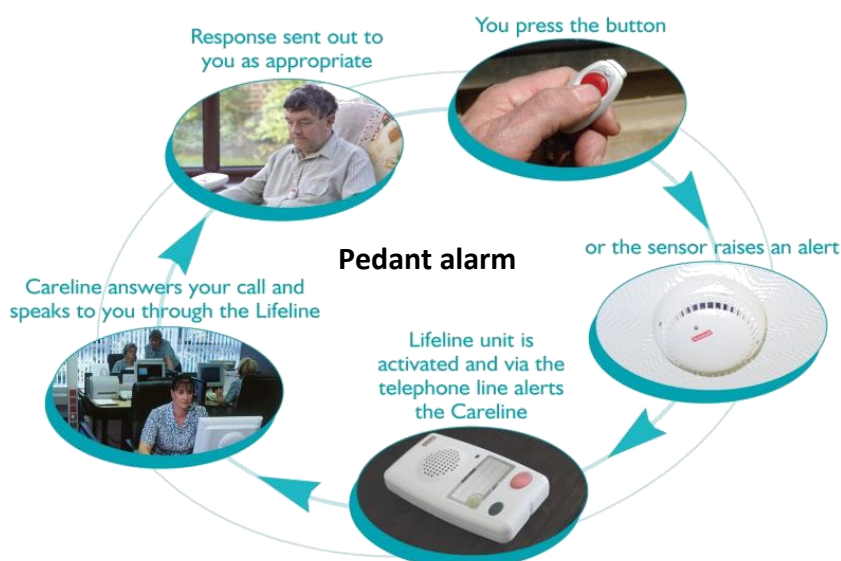 You press the button
Response sent out to
you as appropriate
or the sensor raises an alert
Pedant alarm
Careline answers your call and
speaks to you through the Lifeline
Lifeline unit is
activated and via the
telephone line alerts
the Careline